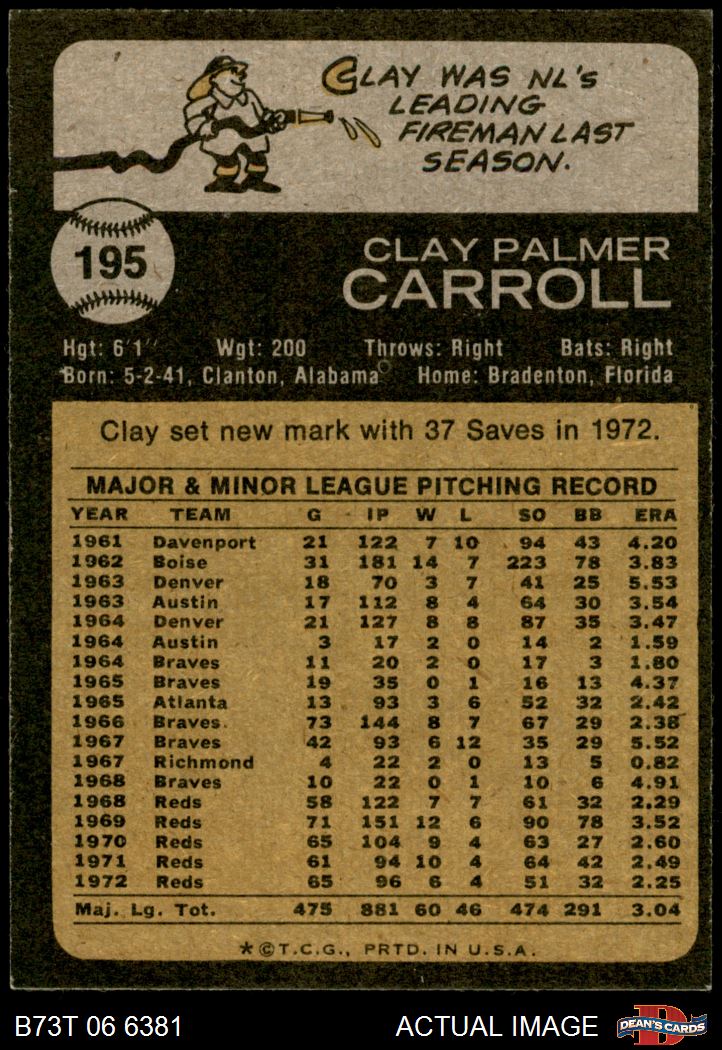 CLAY WAS NL's
LEADING
FIREMAN LAST
SEASON.
195
CLAY PALMER
CARROLL
Hgt: 6'1" Wgt: 200 Throws: Right Bats: Right
Born: 5-2-41, Clanton, Alabama Home: Bradenton, Florida
Clay set new mark with 37 Saves in 1972.
MAJOR & MINOR LEAGUE PITCHING RECORD
YEAR TEAM G IP W L SO BB ERA
1961 Davenport 21 122 7 10 94 43 4.20
1962 Boise 31 181 14 7 223 78 3.83
1963 Denver 18 70 3 7 41 25 5.53
1963 Austin 17 112 8 4 64 30 3.54
1964 Denver 21 127 8 8 87 35 3.47
1964 Austin 3 17 2 0 14 2 1.59
1964 Braves 11 20 2 0 17 3 1.80
1965 Braves 19 35 0 1 16 13 4.37
1965 Atlanta 13 93 3 6 52 32 2.42
1966 Braves 73 144 8 7 67 29 2.38
1967 Braves 42 93 6 12 35 29 5.52
1967 Richmond 4 22 2 0 13 5 0.82
1968 Braves 10 22 0 1 10 6 4.91
1968 Reds 58 122 7 7 61 32 2.29
1969 Reds 71 151 12 6 90 78 3.52
1970 Reds 65 104 9 4 63 27 2.60
1971 Reds 61 94 10 4 64 42 2.49
1972 Reds 65 96 6 4 51 32 2.25
Maj. Lg. Tot. 475 881 60 46 474 291 3.04
*©T.C.G., PRTD. IN U.S.A.
B73T 06 6381 ACTUAL IMAGE DEAN'S CARDS